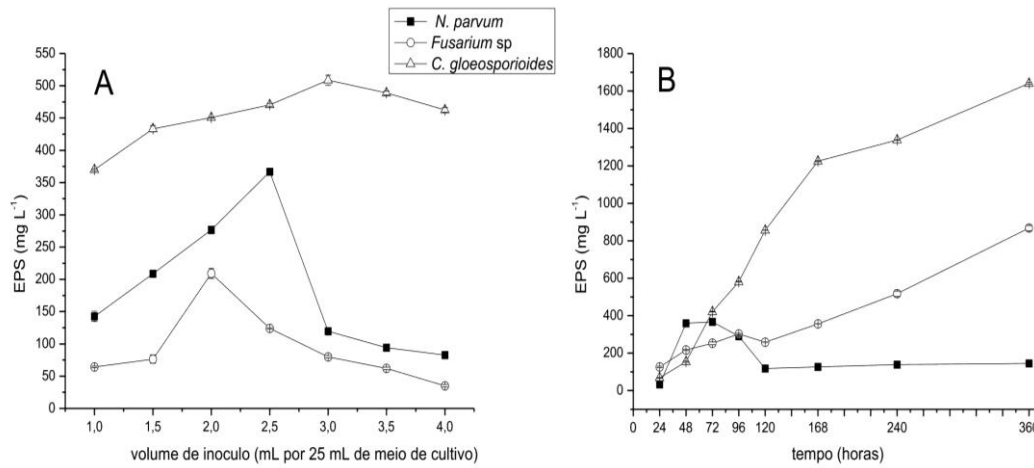 N. parvum
Fusarium sp
C. gloeosporioides
A
550
500
450
400
350
300
250
200
150
100
50
0
EPS (mg L⁻¹)
1,0 1,5 2,0 2,5 3,0 3,5 4,0
volume de inoculo (mL por 25 mL de meio de cultivo)
B
1800
1600
1400
1200
1000
800
600
400
200
0
EPS (mg L⁻¹)
0 24 48 72 96 120 168 240 360
tempo (horas)